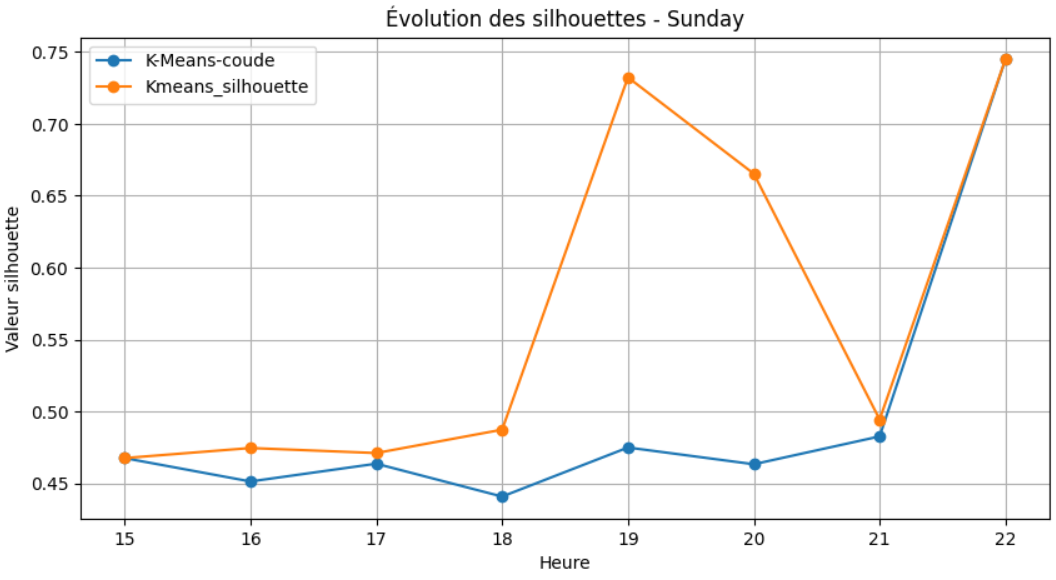 Évolution des silhouettes - Sunday
K-Means-coude
Kmeans_silhouette
Valeur silhouette
0.75
0.70
0.65
0.60
0.55
0.50
0.45
15 16 17 18 19 20 21 22
Heure